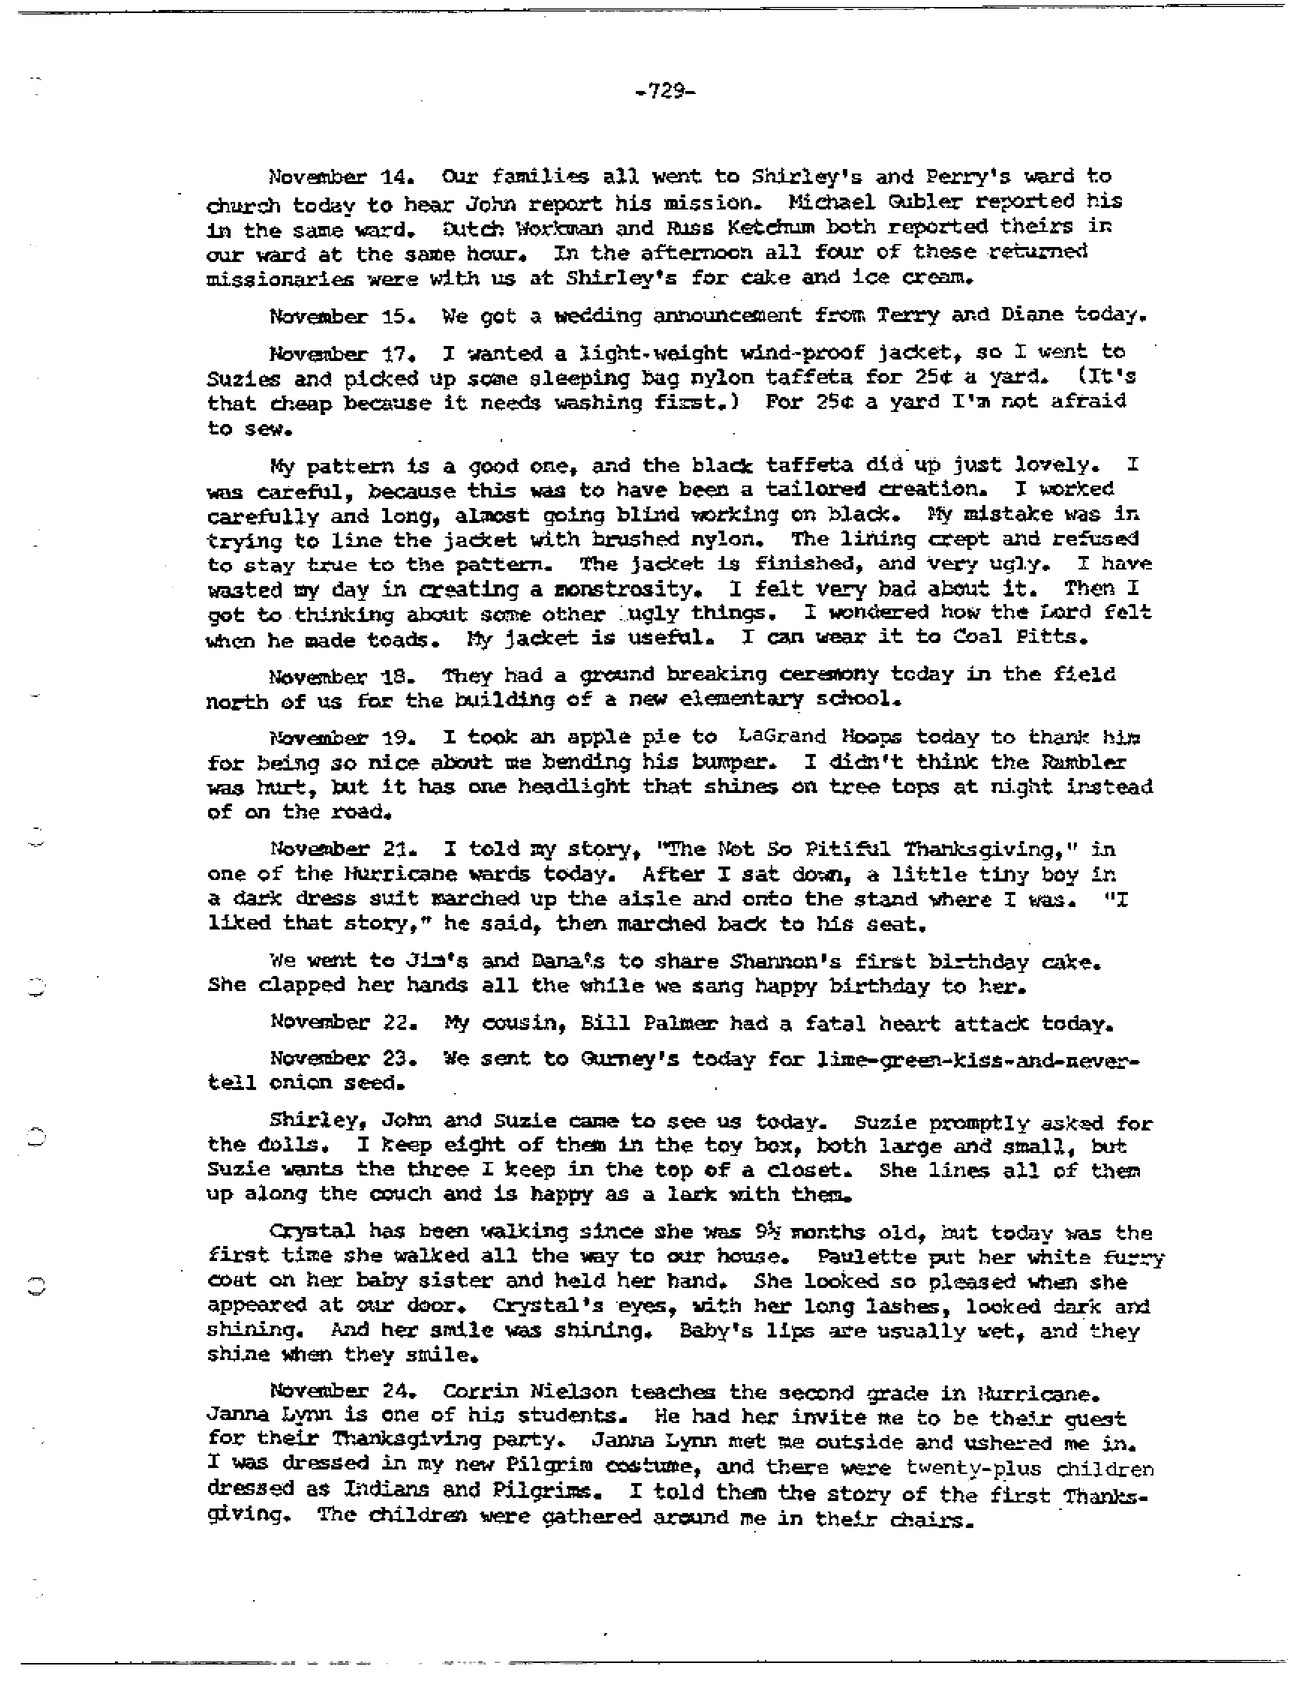 -729-
November 14. Our families all went to Shirley's and Perry's ward to
church today to hear John report his mission. Michael Gubler reported his
in the same ward. Dutch Workman and Russ Ketchum both reported theirs in
our ward at the same hour. In the afternoon all four of these returned
missionaries were with us at Shirley's for cake and ice cream.
November 15. We got a wedding announcement from Terry and Diane today.
November 17. I wanted a light-weight wind-proof jacket, so I went to
Suzies and picked up some sleeping bag nylon taffeta for 25¢ a yard. (It's
that cheap because it needs washing first.) For 25¢ a yard I'm not afraid
to sew.
My pattern is a good one, and the black taffeta did up just lovely. I
was careful, because this was to have been a tailored creation. I worked
carefully and long, almost going blind working on black. My mistake was in
trying to line the jacket with brushed nylon. The lining crept and refused
to stay true to the pattern. The jacket is finished, and very ugly. I have
wasted my day in creating a monstrosity. I felt very bad about it. Then I
got to thinking about some other ugly things. I wondered how the Lord felt
when he made toads. My jacket is useful. I can wear it to Coal Pitts.
November 18. They had a ground breaking ceremony today in the field
north of us for the building of a new elementary school.
November 19. I took an apple pie to LaGrand Hoops today to thank him
for being so nice about me bending his bumper. I didn't think the Rambler
was hurt, but it has one headlight that shines on tree tops at night instead
of on the road.
November 21. I told my story, "The Not So Pitiful Thanksgiving," in
one of the Hurricane wards today. After I sat down, a little tiny boy in
a dark dress suit marched up the aisle and onto the stand where I was. "I
liked that story," he said, then marched back to his seat.
We went to Jim's and Dana's to share Shannon's first birthday cake.
She clapped her hands all the while we sang happy birthday to her.
November 22. My cousin, Bill Palmer had a fatal heart attack today.
November 23. We sent to Gurney's today for lime-green-kiss-and-never-
tell onion seed.
Shirley, John and Suzie came to see us today. Suzie promptly asked for
the dolls. I keep eight of them in the toy box, both large and small, but
Suzie wants the three I keep in the top of a closet. She lines all of them
up along the couch and is happy as a lark with them.
Crystal has been walking since she was 9½ months old, but today was the
first time she walked all the way to our house. Paulette put her white furry
coat on her baby sister and held her hand. She looked so pleased when she
appeared at our door. Crystal's eyes, with her long lashes, looked dark and
shining. And her smile was shining. Baby's lips are usually wet, and they
shine when they smile.
November 24. Corrin Nielson teaches the second grade in Hurricane.
Janna Lynn is one of his students. He had her invite me to be their guest
for their Thanksgiving party. Janna Lynn met me outside and ushered me in.
I was dressed in my new Pilgrim costume, and there were twenty-plus children
dressed as Indians and Pilgrims. I told them the story of the first Thanks-
giving. The children were gathered around me in their chairs.